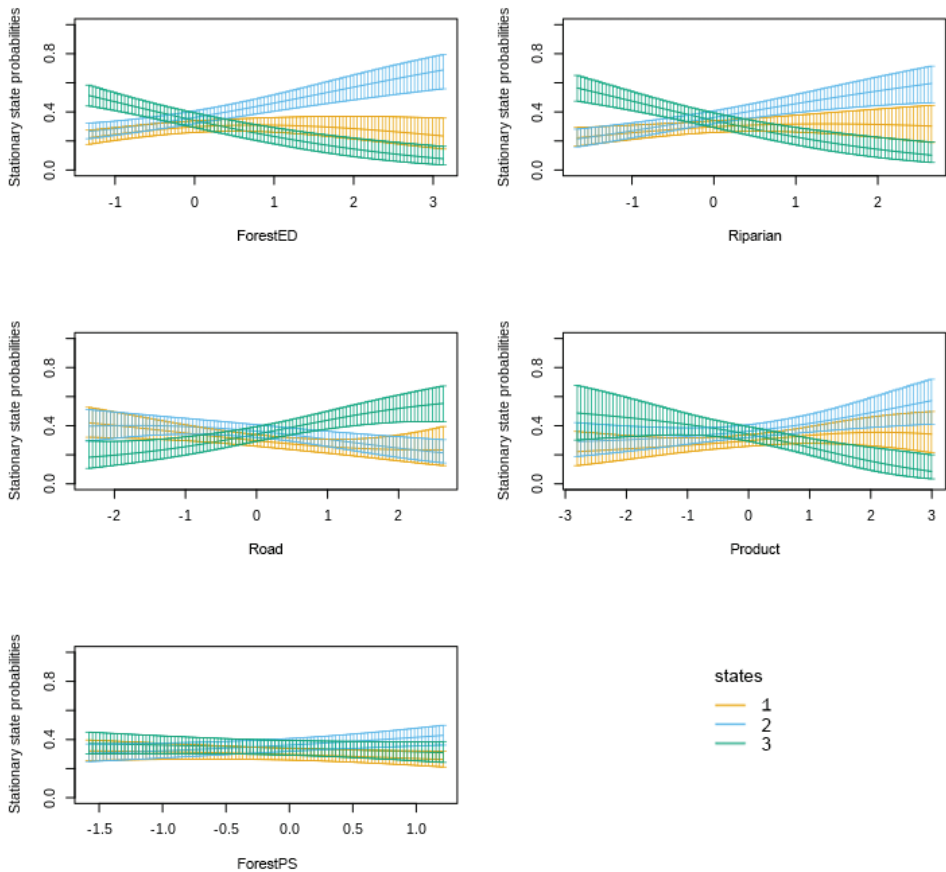 Stationary state probabilities
0.0 0.4 0.8
-1 0 1 2 3
ForestED
Stationary state probabilities
0.0 0.4 0.8
-1 0 1 2
Riparian
Stationary state probabilities
0.0 0.4 0.8
-2 -1 0 1 2
Road
Stationary state probabilities
0.0 0.4 0.8
-3 -2 -1 0 1 2 3
Product
Stationary state probabilities
0.0 0.4 0.8
-1.5 -1.0 -0.5 0.0 0.5 1.0
ForestPS
states
1
2
3